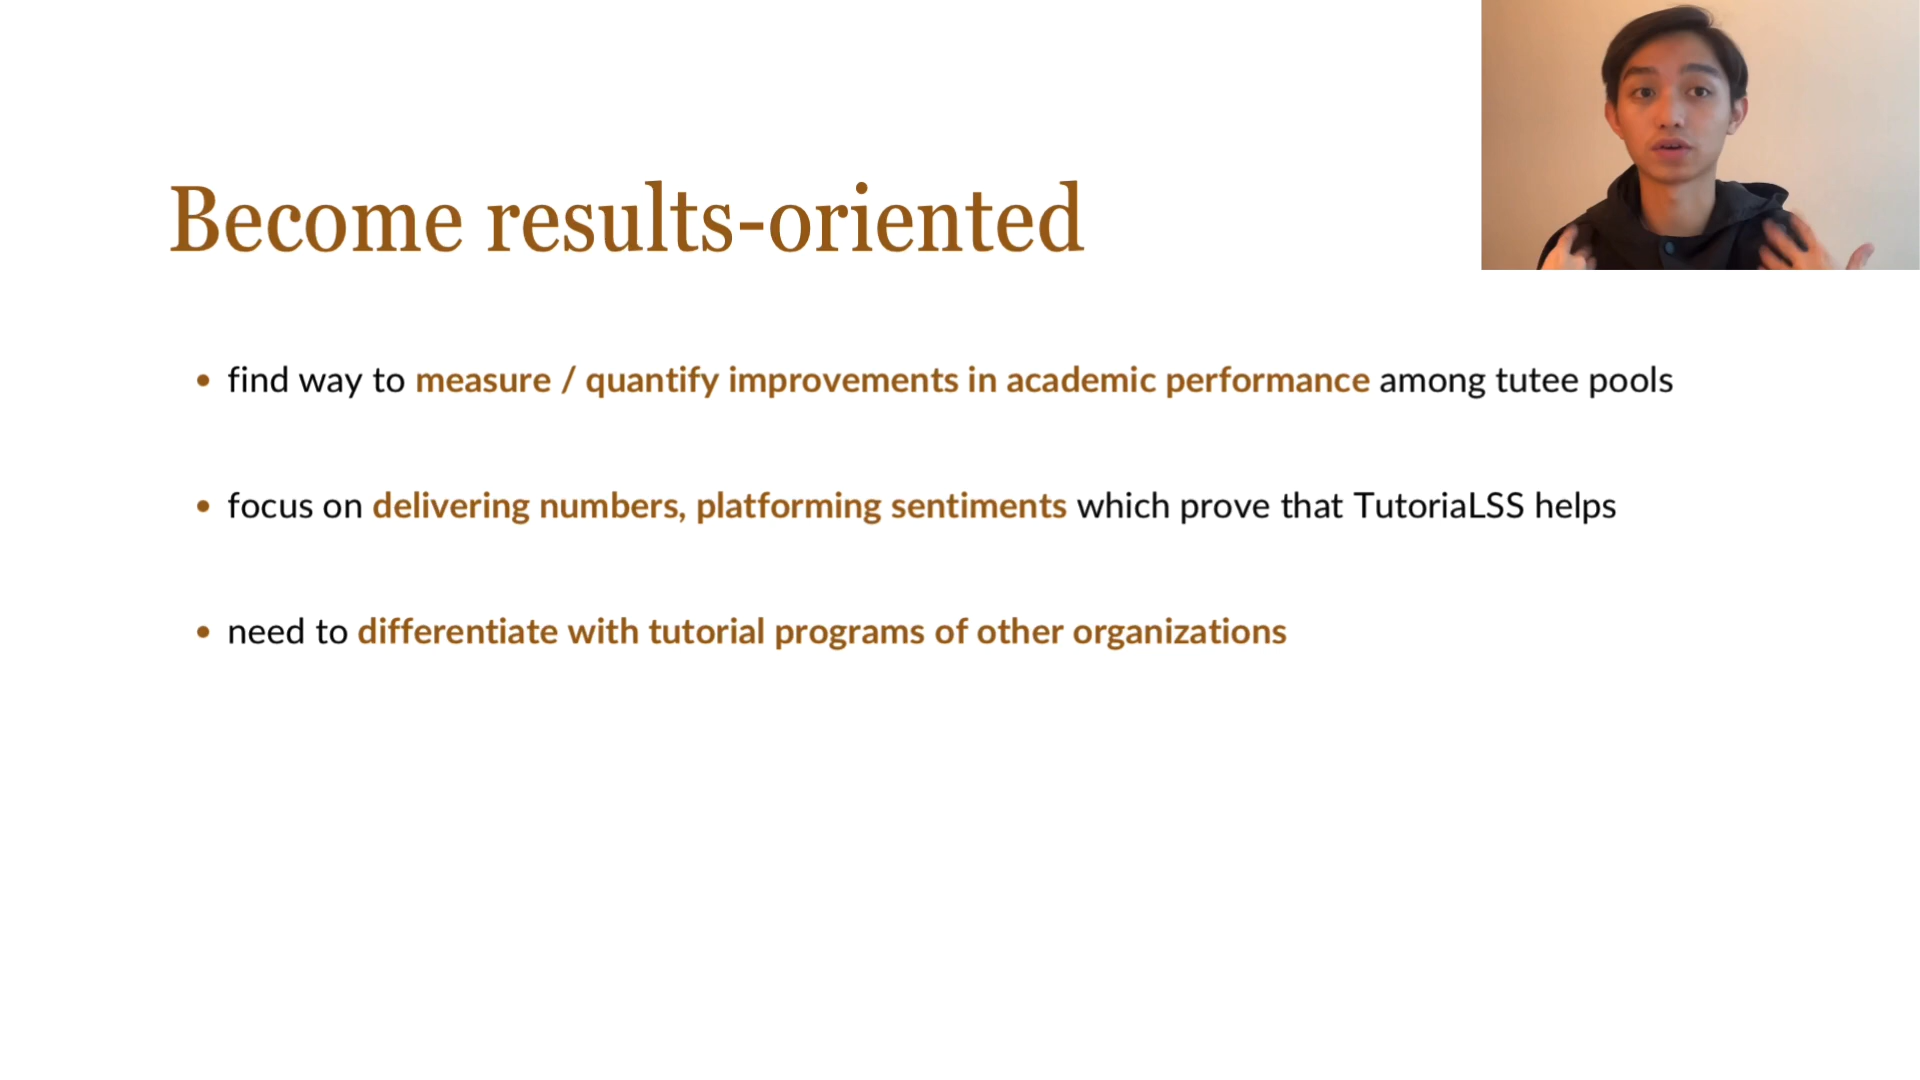 Become results-oriented
• find way to measure / quantify improvements in academic performance among tutee pools
• focus on delivering numbers, platforming sentiments which prove that TutoriaLSS helps
• need to differentiate with tutorial programs of other organizations